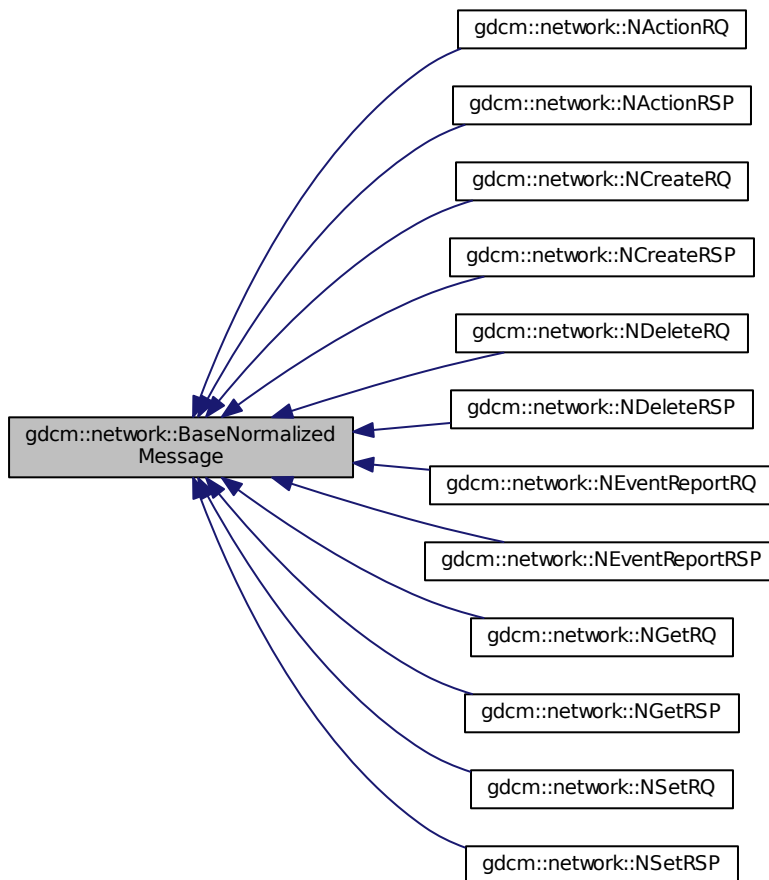 gdcm::network::NActionRQ
gdcm::network::NActionRSP
gdcm::network::NCreateRQ
gdcm::network::NCreateRSP
gdcm::network::NDeleteRQ
gdcm::network::BaseNormalized
Message
gdcm::network::NDeleteRSP
gdcm::network::NEventReportRQ
gdcm::network::NEventReportRSP
gdcm::network::NGetRQ
gdcm::network::NGetRSP
gdcm::network::NSetRQ
gdcm::network::NSetRSP